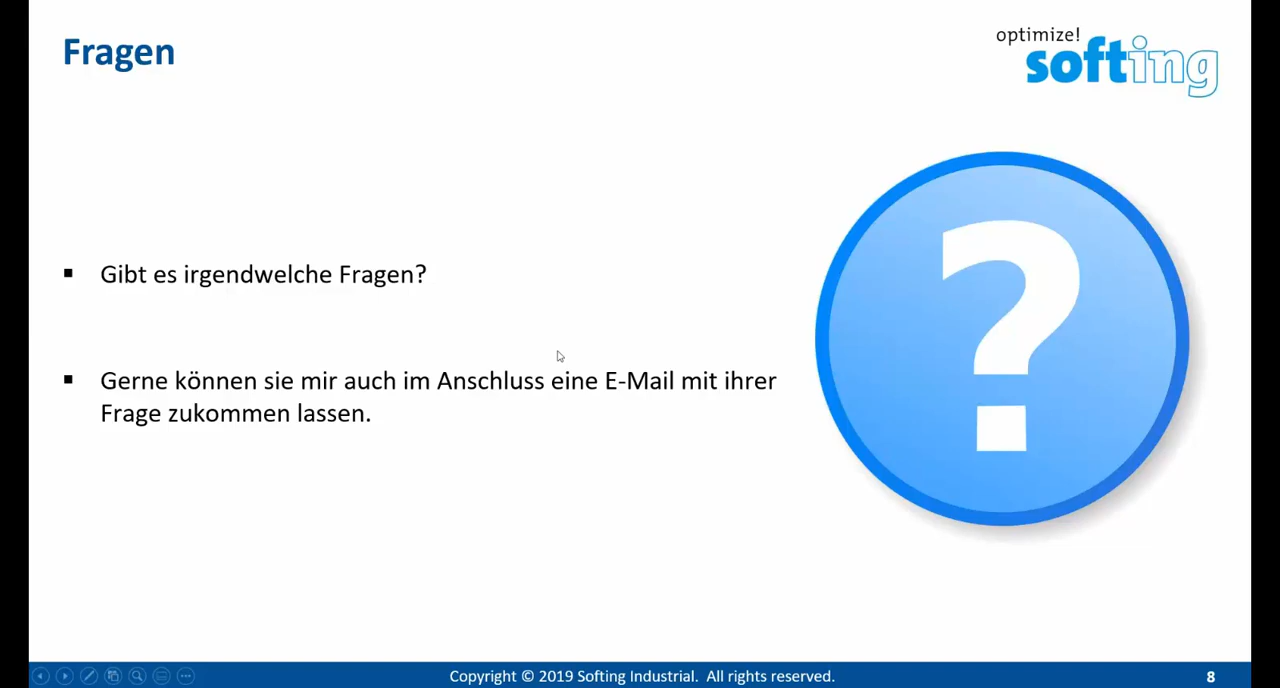 Fragen
optimize!
softing
Gibt es irgendwelche Fragen?
Gerne können sie mir auch im Anschluss eine E-Mail mit ihrer
Frage zukommen lassen.
?
Copyright © 2019 Softing Industrial. All rights reserved.
8